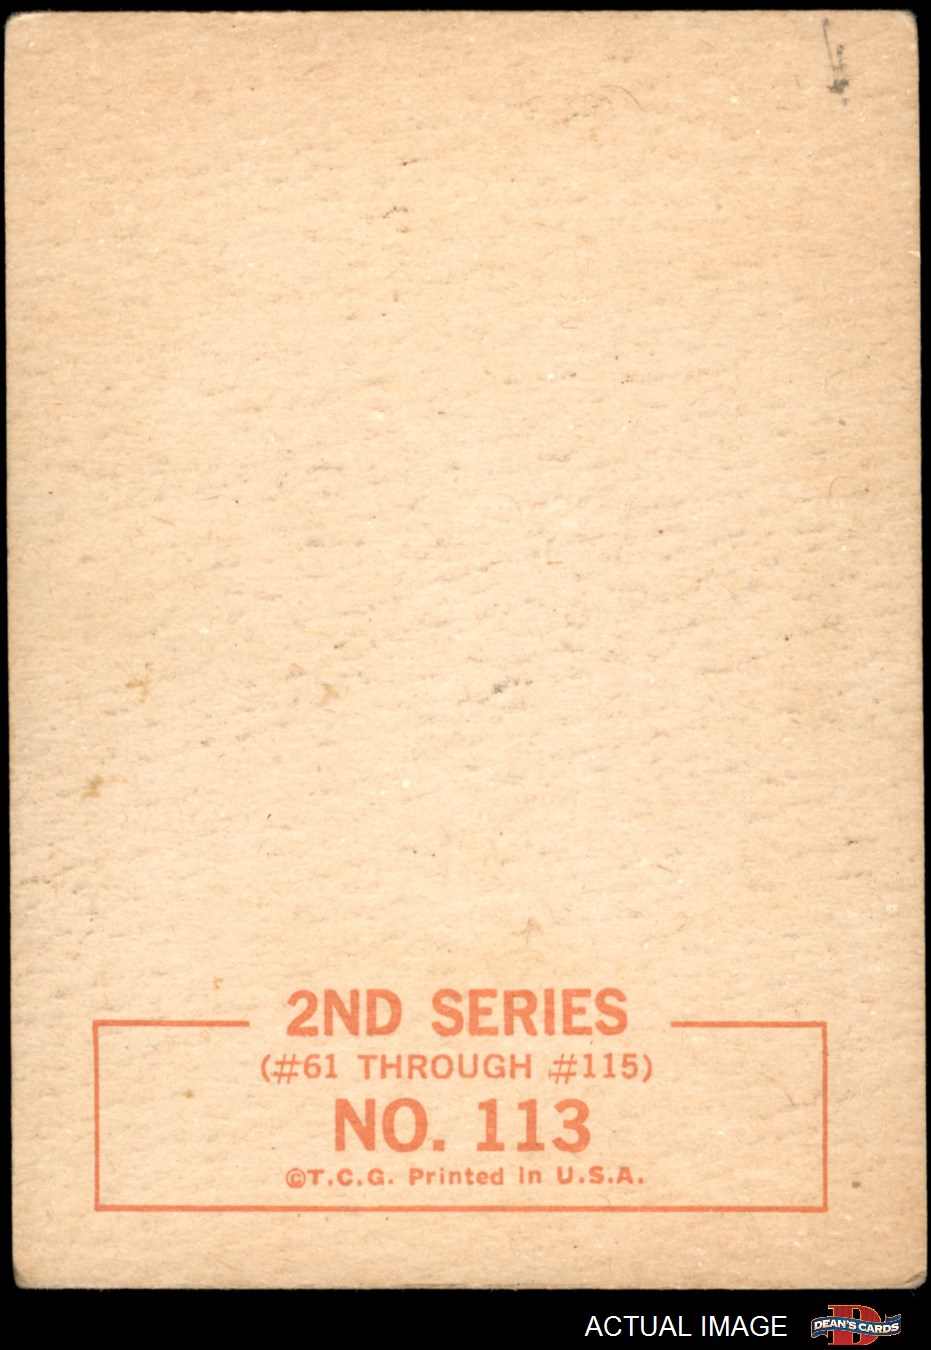 2ND SERIES
(#61 THROUGH #115)
NO. 113
©T.C.G. Printed in U.S.A.
ACTUAL IMAGE
D
DEAN'S CARDS